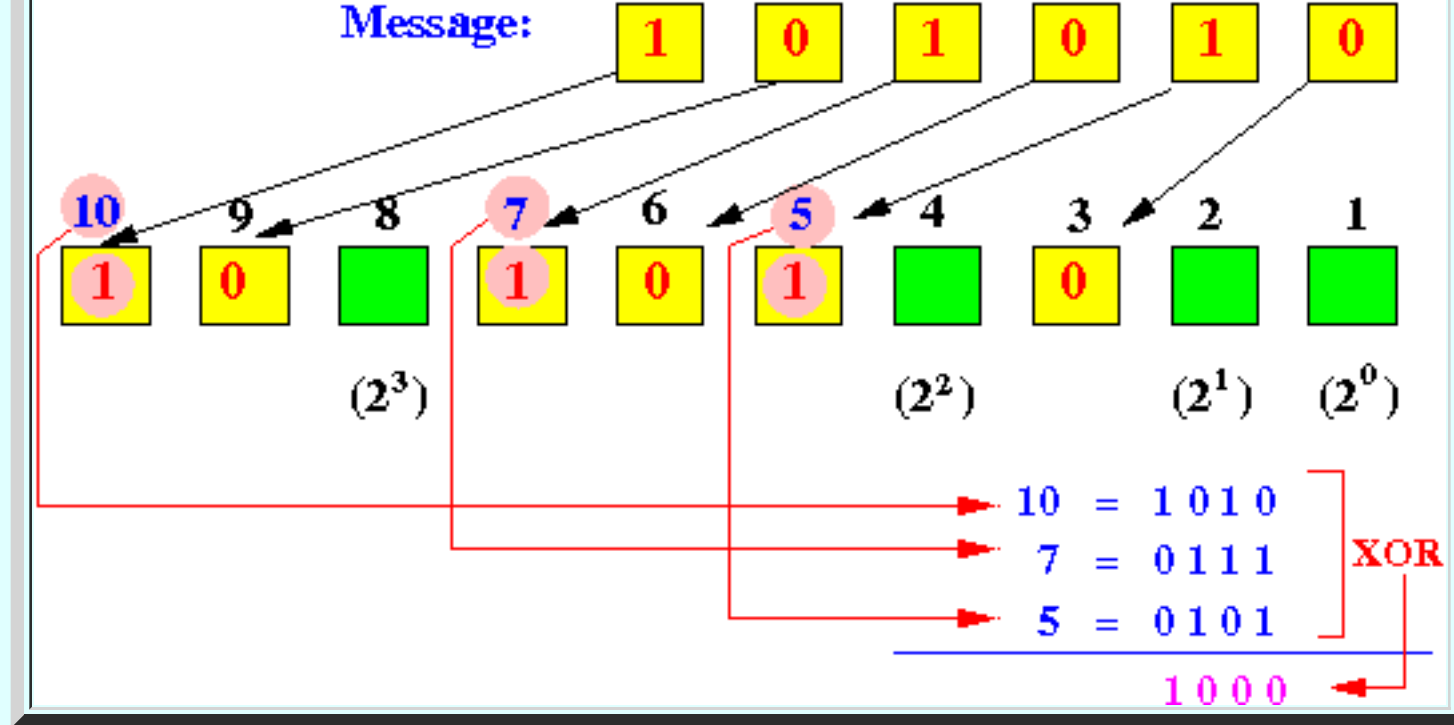 Message: 1 0 1 0 1 0
10 9 8 7 6 5 4 3 2 1
1 0 1 0 1 0
(2³) (2²) (2¹) (2⁰)
10 = 1 0 1 0
7 = 0 1 1 1
XOR
5 = 0 1 0 1
1 0 0 0